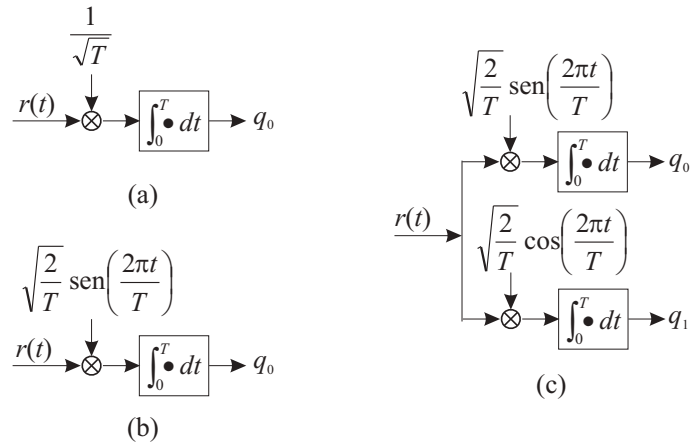 1/√T
r(t) ⊗ ∫₀ᵀ • dt q₀
(a)
√(2/T) sen(2πt/T)
r(t) ⊗ ∫₀ᵀ • dt q₀
(b)
√(2/T) sen(2πt/T)
⊗ ∫₀ᵀ • dt q₀
r(t)
√(2/T) cos(2πt/T)
⊗ ∫₀ᵀ • dt q₁
(c)